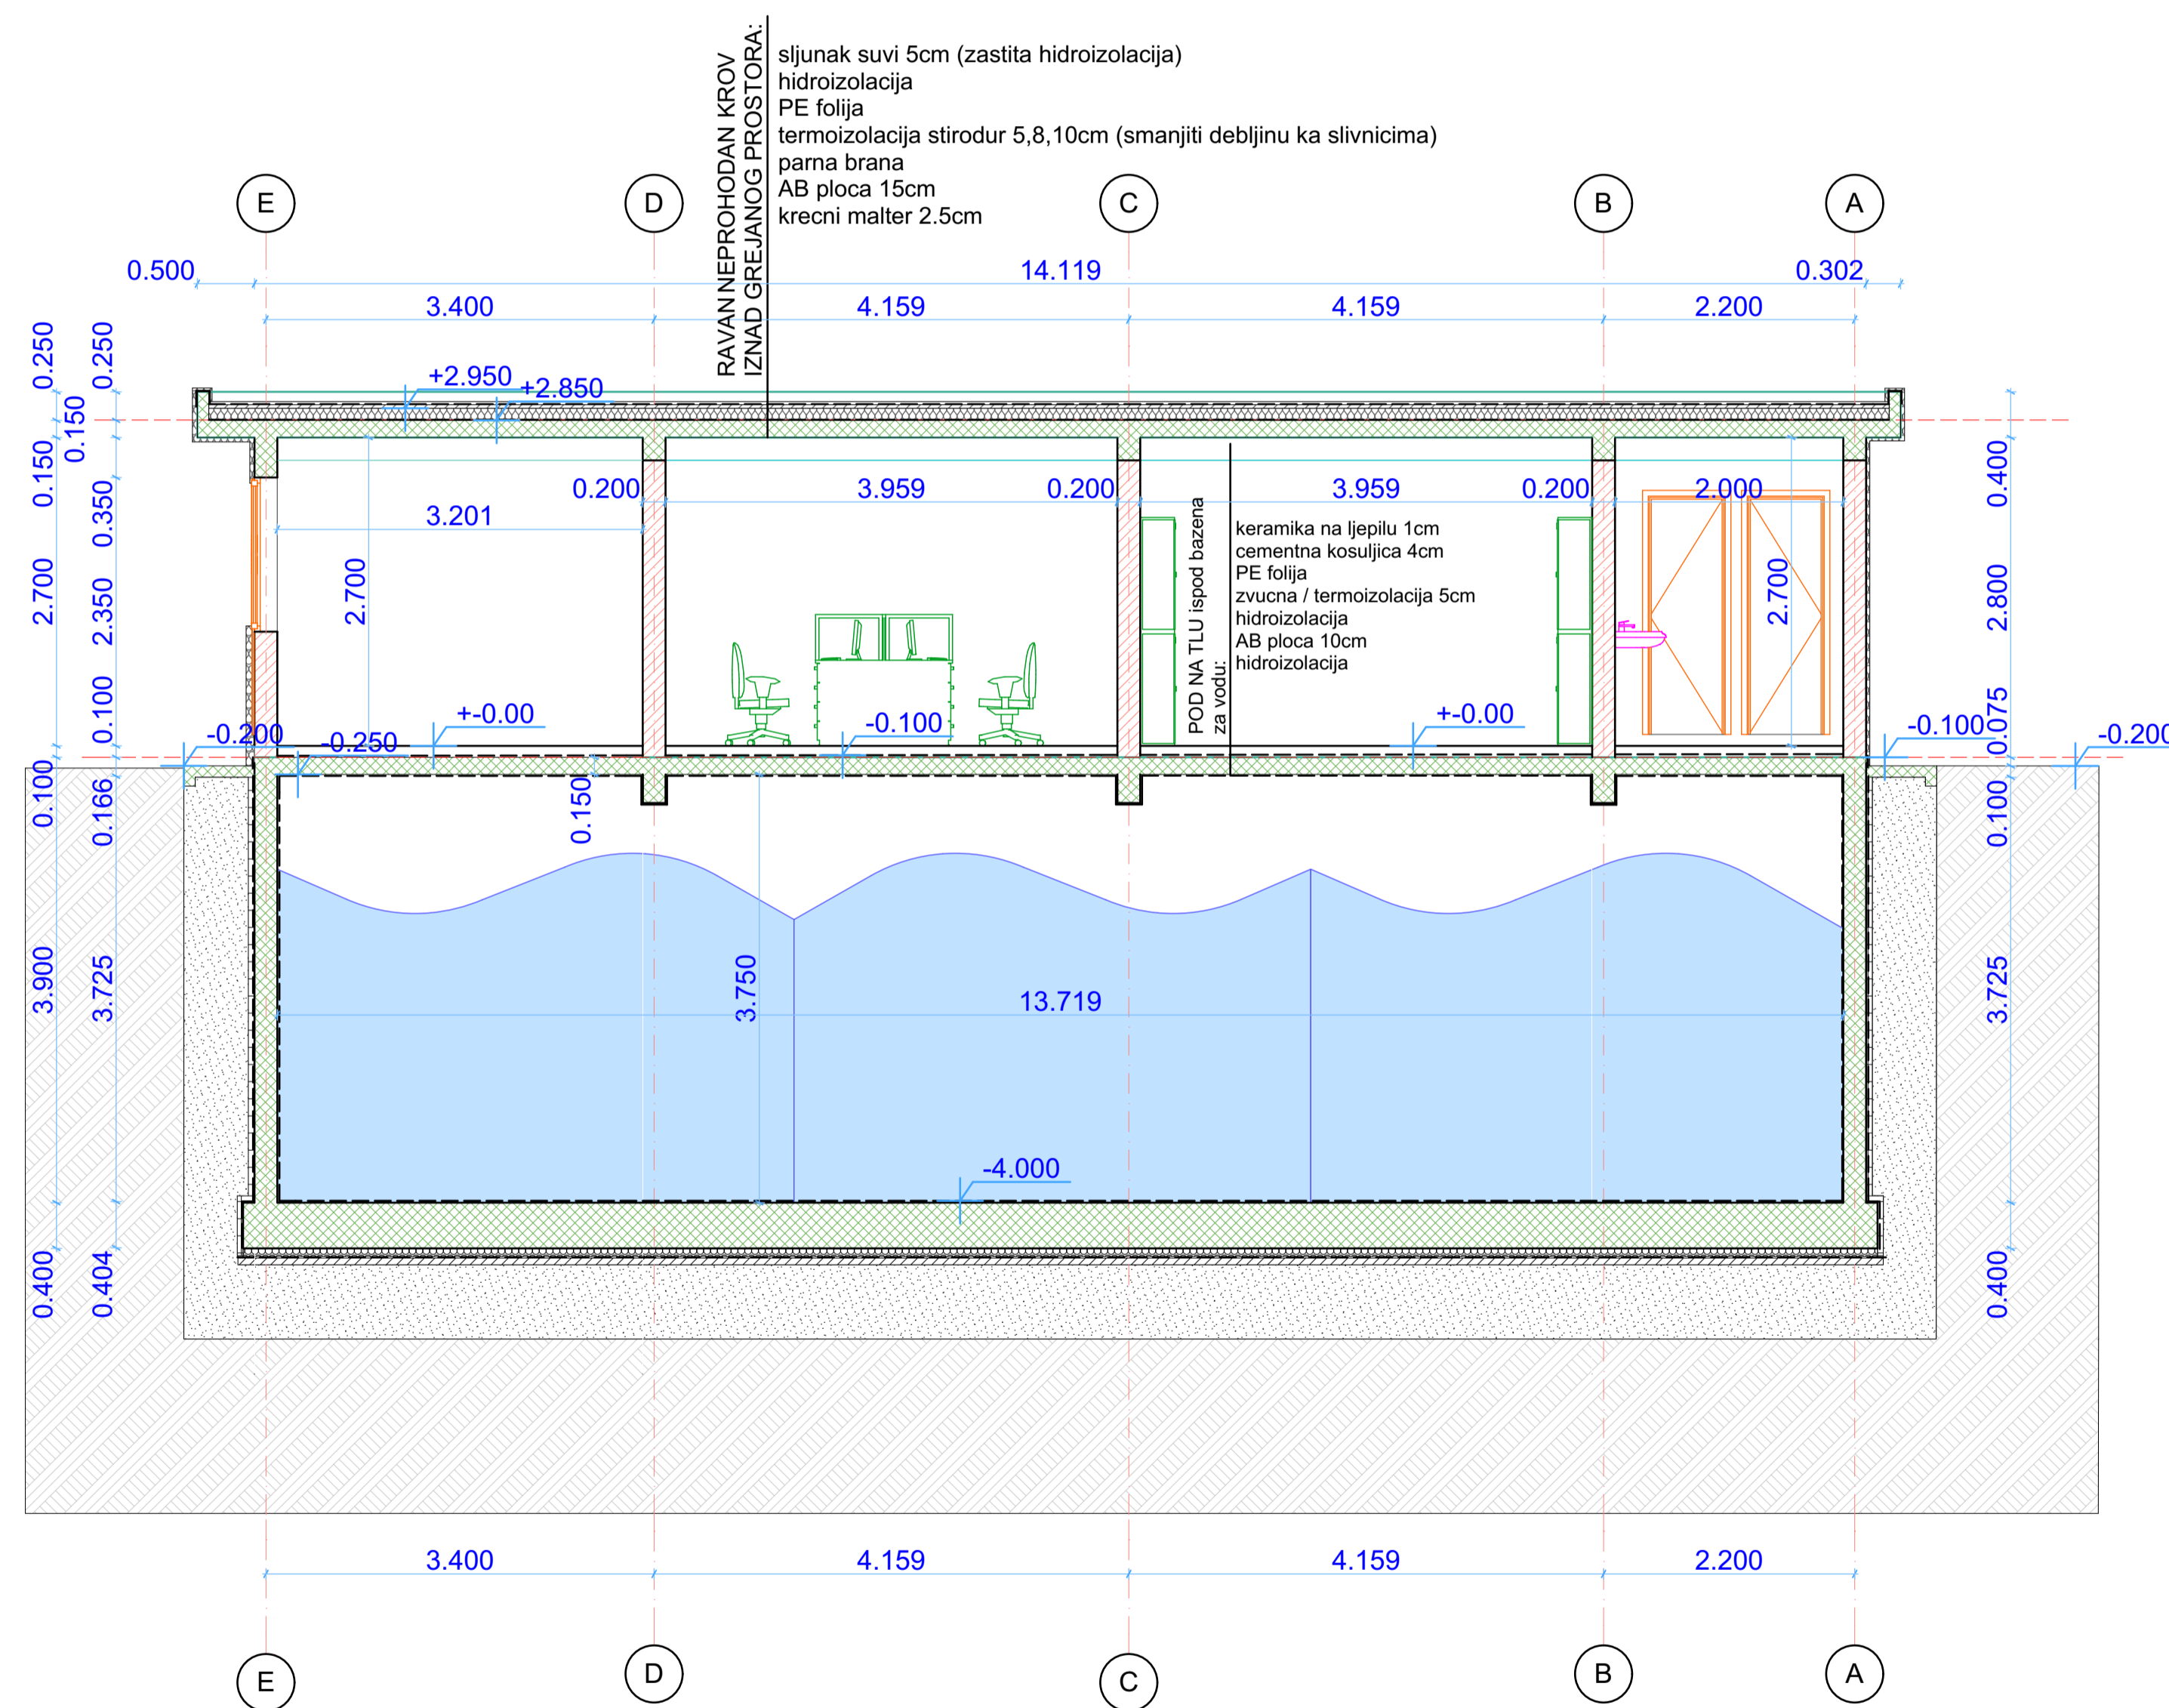 RAVAN NEPROHODAN KROV
IZNAD GREJANOG PROSTORA:
sljunak suvi 5cm (zastita hidroizolacija)
hidroizolacija
PE folija
termoizolacija stirodur 5,8,10cm (smanjiti debljinu ka slivnicima)
parna brana
AB ploca 15cm
krecni malter 2.5cm
E
D
C
B
A
0.500
14.119
0.302
3.400
4.159
4.159
2.200
0.250
0.250
0.150
0.150
0.350
2.700
2.350
0.100
0.100
0.166
3.900
3.725
0.400
0.404
+2.950
+2.850
0.200
3.959
0.200
3.959
0.200
2.000
3.201
2.700
2.700
POD NA TLU ispod bazena
za vodu:
keramika na ljepilu 1cm
cementna kosuljica 4cm
PE folija
zvucna / termoizolacija 5cm
hidroizolacija
AB ploca 10cm
hidroizolacija
0.400
2.800
0.075
0.100
3.725
0.400
+-0.00
-0.100
+-0.00
-0.200
-0.250
-0.100
-0.200
0.150
3.750
13.719
-4.000
3.400
4.159
4.159
2.200
E
D
C
B
A